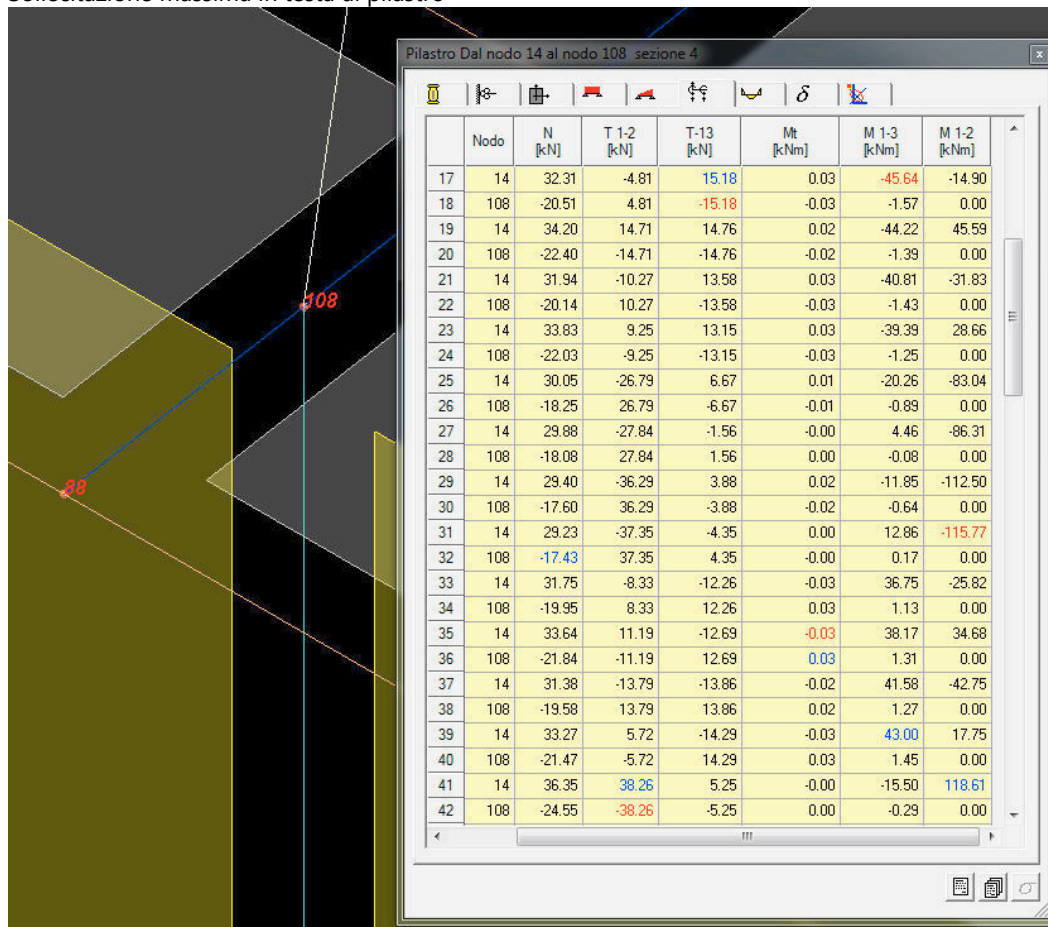 Sollecitazione massima in testa al pilastro
Pilastro Dal nodo 14 al nodo 108 sezione 4
x
δ
Nodo N [kN] T 1-2 [kN] T-13 [kN] Mt [kNm] M 1-3 [kNm] M 1-2 [kNm]
17 14 32.31 -4.81 15.18 0.03 -45.64 -14.90
18 108 -20.51 4.81 -15.18 -0.03 -1.57 0.00
19 14 34.20 14.71 14.76 0.02 -44.22 45.59
20 108 -22.40 -14.71 -14.76 -0.02 -1.39 0.00
21 14 31.94 -10.27 13.58 0.03 -40.81 -31.83
22 108 -20.14 10.27 -13.58 -0.03 -1.43 0.00
23 14 33.83 9.25 13.15 0.03 -39.39 28.66
24 108 -22.03 -9.25 -13.15 -0.03 -1.25 0.00
25 14 30.05 -26.79 6.67 0.01 -20.26 -83.04
26 108 -18.25 26.79 -6.67 -0.01 -0.89 0.00
27 14 29.88 -27.84 -1.56 -0.00 4.46 -86.31
28 108 -18.08 27.84 1.56 0.00 -0.08 0.00
29 14 29.40 -36.29 3.88 0.02 -11.85 -112.50
30 108 -17.60 36.29 -3.88 -0.02 -0.64 0.00
31 14 29.23 -37.35 -4.35 0.00 12.86 -115.77
32 108 -17.43 37.35 4.35 -0.00 0.17 0.00
33 14 31.75 -8.33 -12.26 -0.03 36.75 -25.82
34 108 -19.95 8.33 12.26 0.03 1.13 0.00
35 14 33.64 11.19 -12.69 -0.03 38.17 34.68
36 108 -21.84 -11.19 12.69 0.03 1.31 0.00
37 14 31.38 -13.79 -13.86 -0.02 41.58 -42.75
38 108 -19.58 13.79 13.86 0.02 1.27 0.00
39 14 33.27 5.72 -14.29 -0.03 43.00 17.75
40 108 -21.47 -5.72 14.29 0.03 1.45 0.00
41 14 36.35 38.26 5.25 -0.00 -15.50 118.61
42 108 -24.55 -38.26 -5.25 0.00 -0.29 0.00
108
88
σ